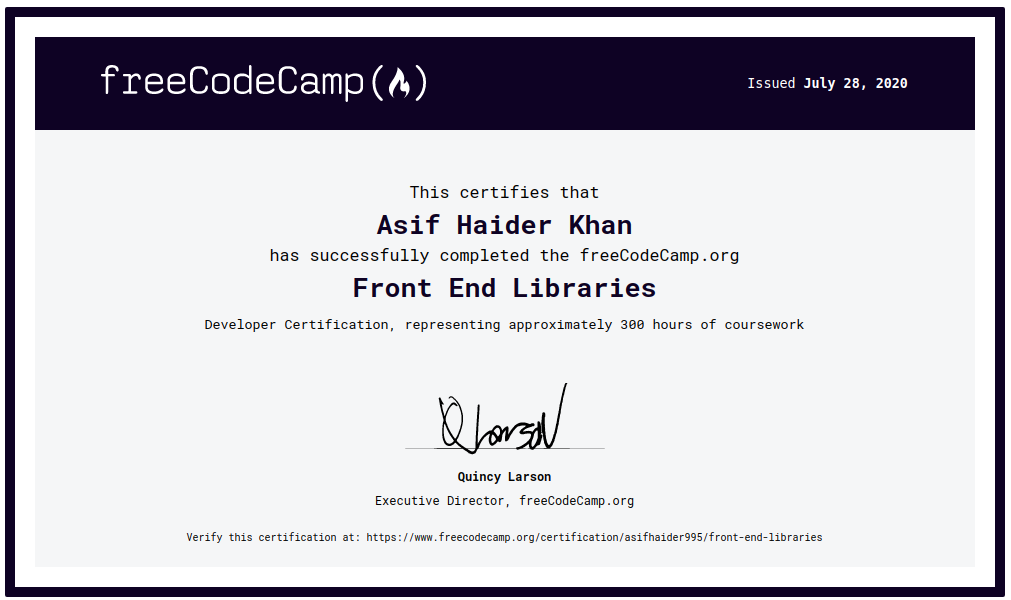 freeCodeCamp
Issued July 28, 2020
This certifies that
Asif Haider Khan
has successfully completed the freeCodeCamp.org
Front End Libraries
Developer Certification, representing approximately 300 hours of coursework
Q Larson
Quincy Larson
Executive Director, freeCodeCamp.org
Verify this certification at: https://www.freecodecamp.org/certification/asifhaider995/front-end-libraries